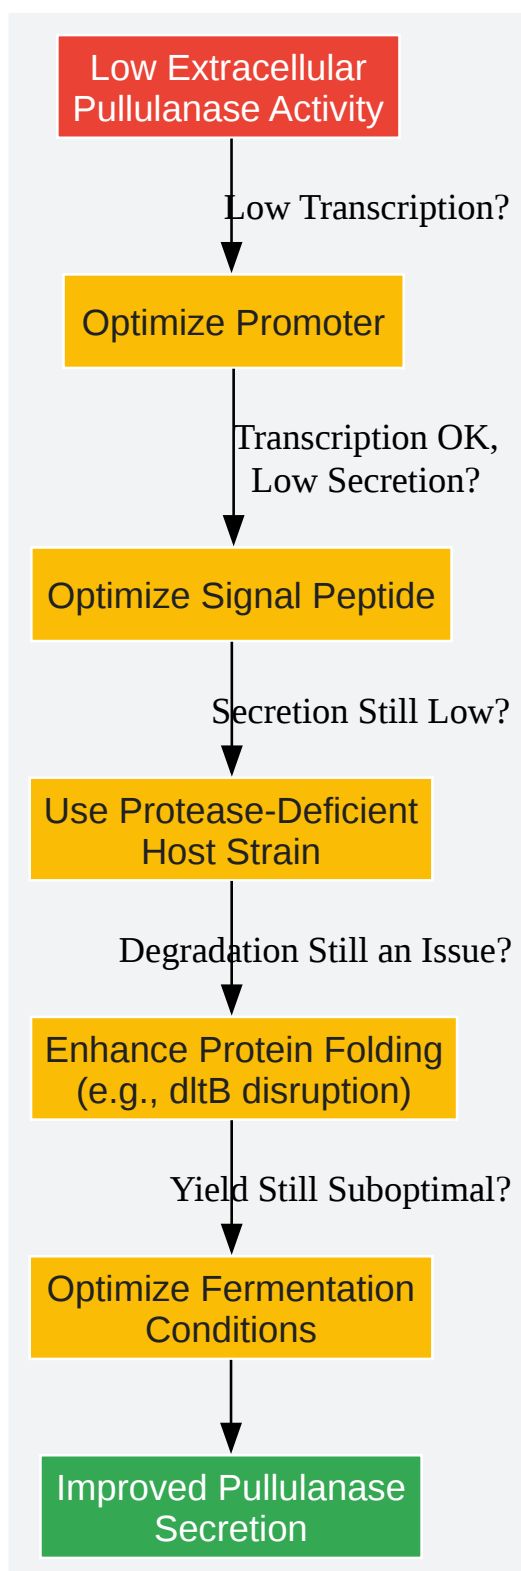 Low Extracellular
Pullulanase Activity
Low Transcription?
Optimize Promoter
Transcription OK,
Low Secretion?
Optimize Signal Peptide
Secretion Still Low?
Use Protease-Deficient
Host Strain
Degradation Still an Issue?
Enhance Protein Folding
(e.g., dltB disruption)
Yield Still Suboptimal?
Optimize Fermentation
Conditions
Improved Pullulanase
Secretion